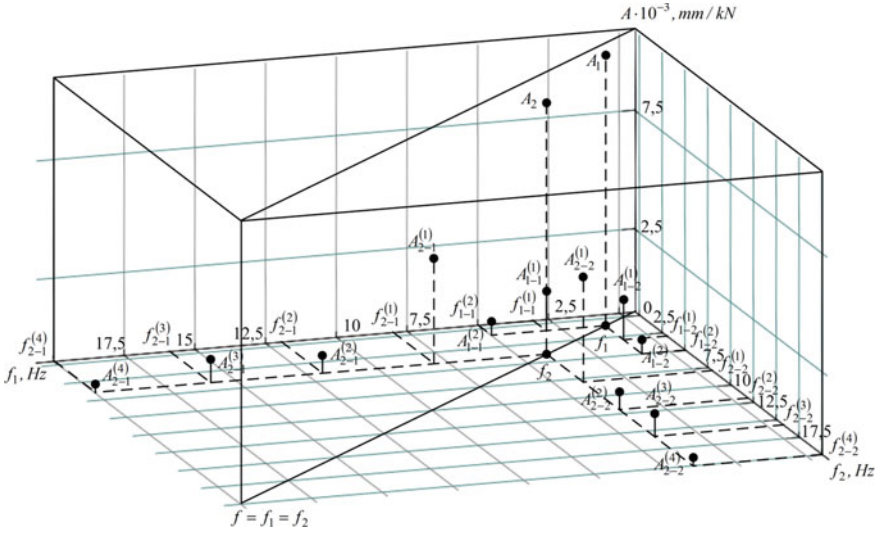 A·10⁻³, mm / kN
A₁
A₂
7,5
2,5
A₂₋₁⁽¹⁾
A₁₋₁⁽¹⁾
A₂₋₂⁽¹⁾
A₁₋₂⁽¹⁾
f₂₋₁⁽⁴⁾
17,5
f₂₋₁⁽³⁾
15
12,5
f₂₋₁⁽²⁾
10
f₂₋₁⁽¹⁾
7,5
f₁₋₁⁽²⁾
f₁₋₁⁽¹⁾
2,5
0
2,5
f₁₋₂⁽¹⁾
f₁₋₂⁽²⁾
f₁, Hz
A₂₋₁⁽⁴⁾
A₂₋₁⁽³⁾
A₂₋₁⁽²⁾
A₁₋₁⁽²⁾
f₁
A₁₋₂⁽²⁾
7,5
f₂₋₂⁽¹⁾
f₂
10
f₂₋₂⁽²⁾
A₂₋₂⁽²⁾
A₂₋₂⁽³⁾
12,5
f₂₋₂⁽³⁾
17,5
f₂₋₂⁽⁴⁾
A₂₋₂⁽⁴⁾
f₂, Hz
f = f₁ = f₂